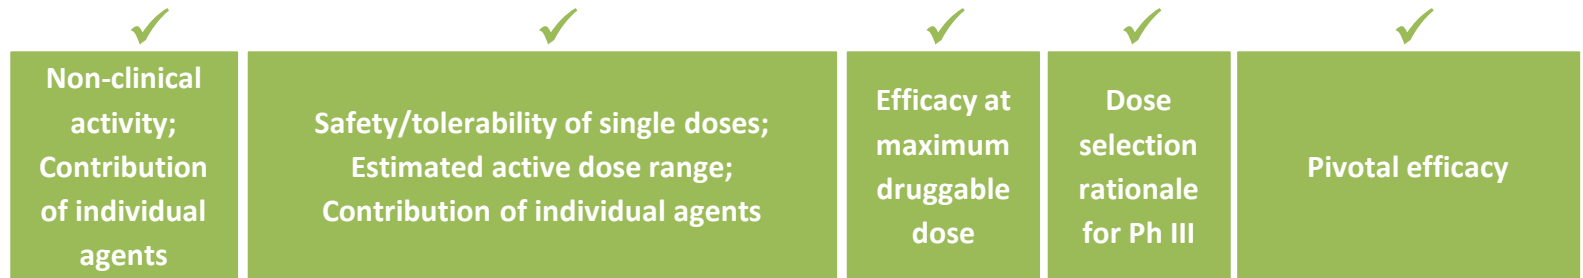 Non-clinical
activity;
Contribution
of individual
agents
Safety/tolerability of single doses;
Estimated active dose range;
Contribution of individual agents
Efficacy at
maximum
druggable
dose
Dose
selection
rationale
for Ph III
Pivotal efficacy